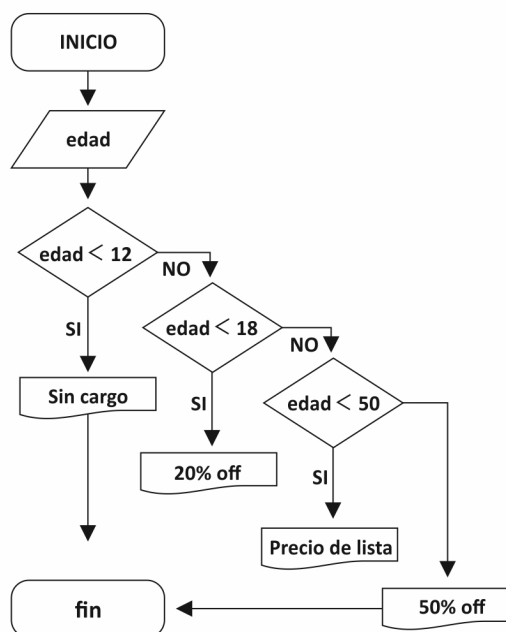 INICIO
edad
edad < 12
NO
SI
edad < 18
NO
Sin cargo
SI
edad < 50
20% off
SI
Precio de lista
fin
50% off